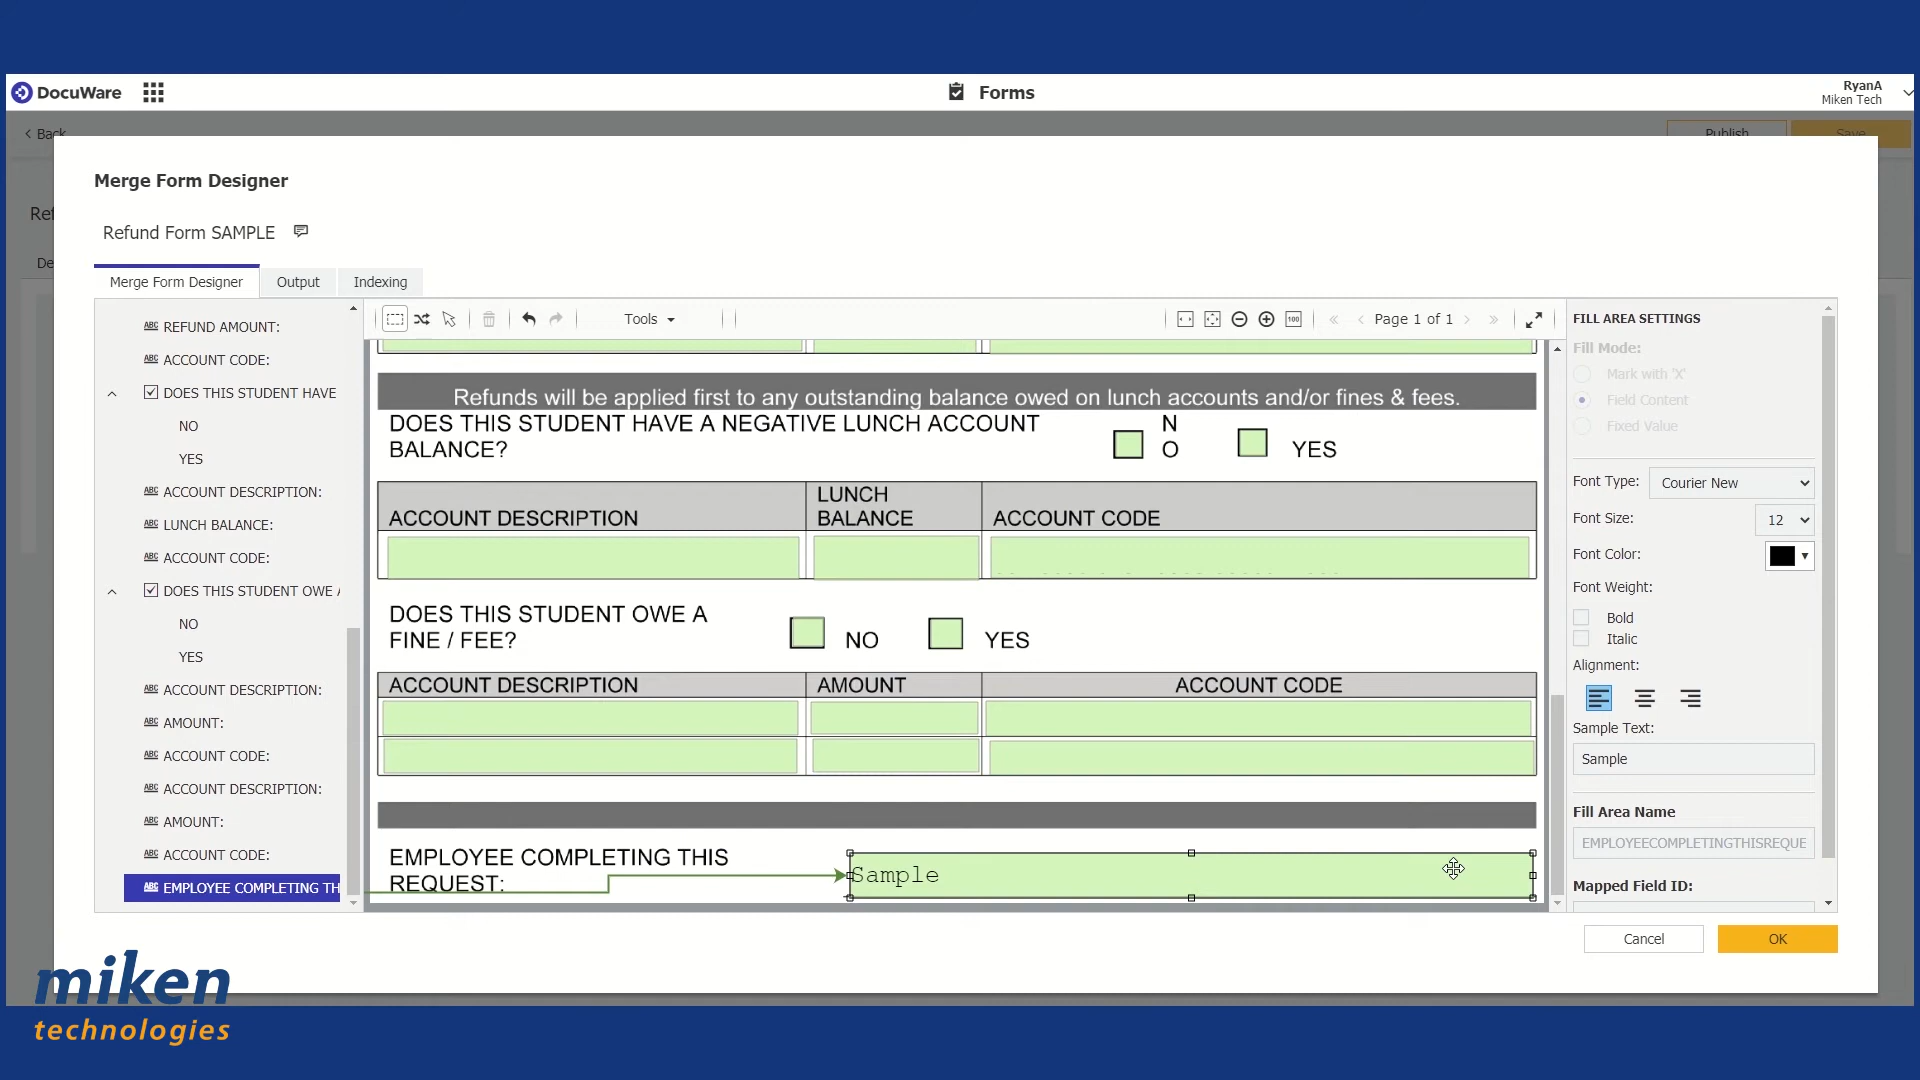 DocuWare
Forms
RyanA
Miken Tech
Back
Publish
Save
Merge Form Designer
Ref
Refund Form SAMPLE
De
Merge Form Designer
Output
Indexing
REFUND AMOUNT:
ACCOUNT CODE:
DOES THIS STUDENT HAVE
NO
YES
ACCOUNT DESCRIPTION:
LUNCH BALANCE:
ACCOUNT CODE:
DOES THIS STUDENT OWE A
NO
YES
ACCOUNT DESCRIPTION:
AMOUNT:
ACCOUNT CODE:
ACCOUNT DESCRIPTION:
AMOUNT:
ACCOUNT CODE:
EMPLOYEE COMPLETING TH
Tools
100
Page 1 of 1
Refunds will be applied first to any outstanding balance owed on lunch accounts and/or fines & fees.
DOES THIS STUDENT HAVE A NEGATIVE LUNCH ACCOUNT
BALANCE?
N
O
YES
ACCOUNT DESCRIPTION
LUNCH
BALANCE
ACCOUNT CODE
DOES THIS STUDENT OWE A
FINE / FEE?
NO
YES
ACCOUNT DESCRIPTION
AMOUNT
ACCOUNT CODE
EMPLOYEE COMPLETING THIS
REQUEST:
Sample
FILL AREA SETTINGS
Fill Mode:
Mark with 'X'
Field Content
Fixed Value
Font Type:
Courier New
Font Size:
12
Font Color:
Font Weight:
Bold
Italic
Alignment:
Sample Text:
Sample
Fill Area Name
EMPLOYEECOMPLETINGTHISREQUE
Mapped Field ID:
Cancel
OK
miken
technologies